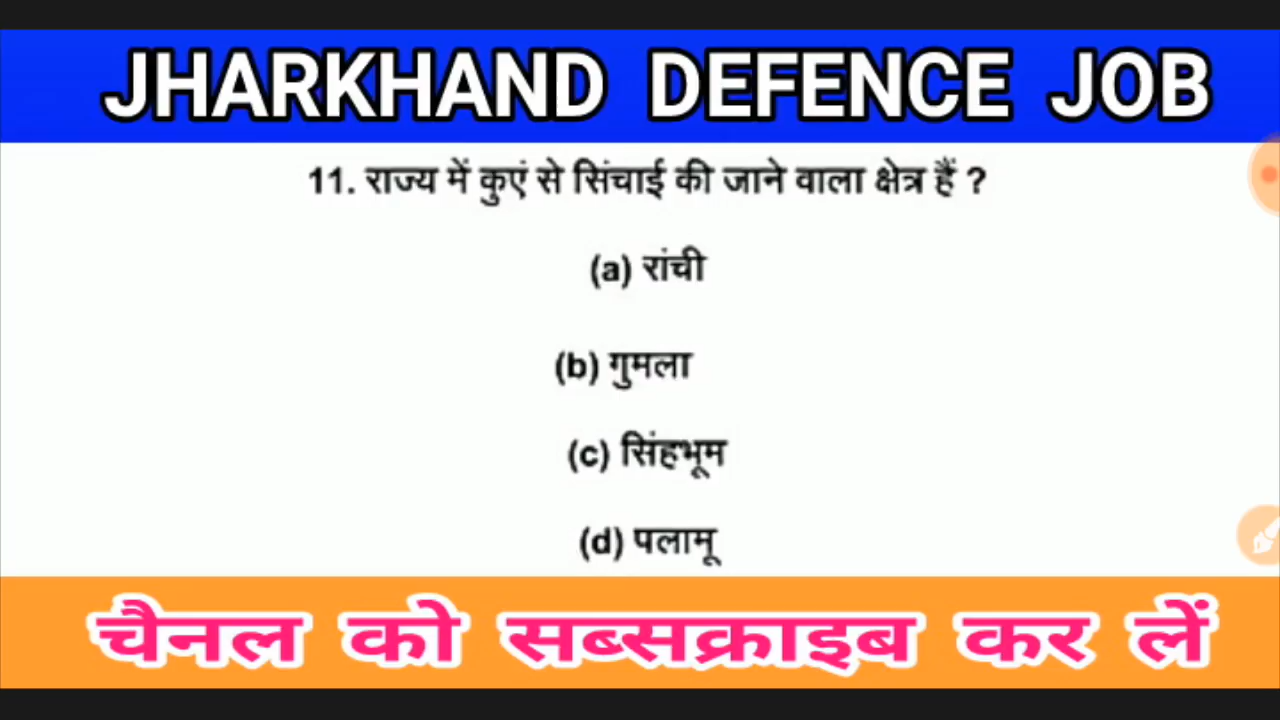 JHARKHAND DEFENCE JOB
11. राज्य में कुएं से सिंचाई की जाने वाला क्षेत्र हैं ?
(a) रांची
(b) गुमला
(c) सिंहभूम
(d) पलामू
चैनल को सब्सक्राइब कर लें